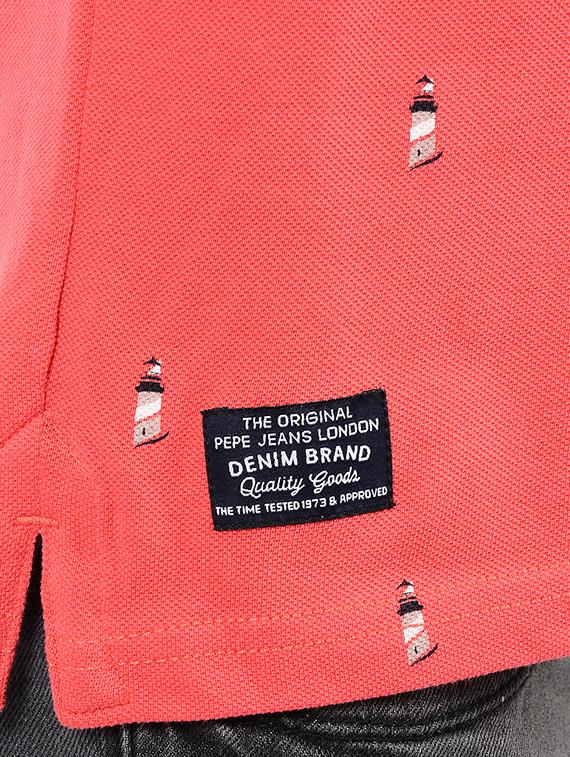 THE ORIGINAL
PEPE JEANS LONDON
DENIM BRAND
Quality Goods
THE TIME TESTED 1973 & APPROVED